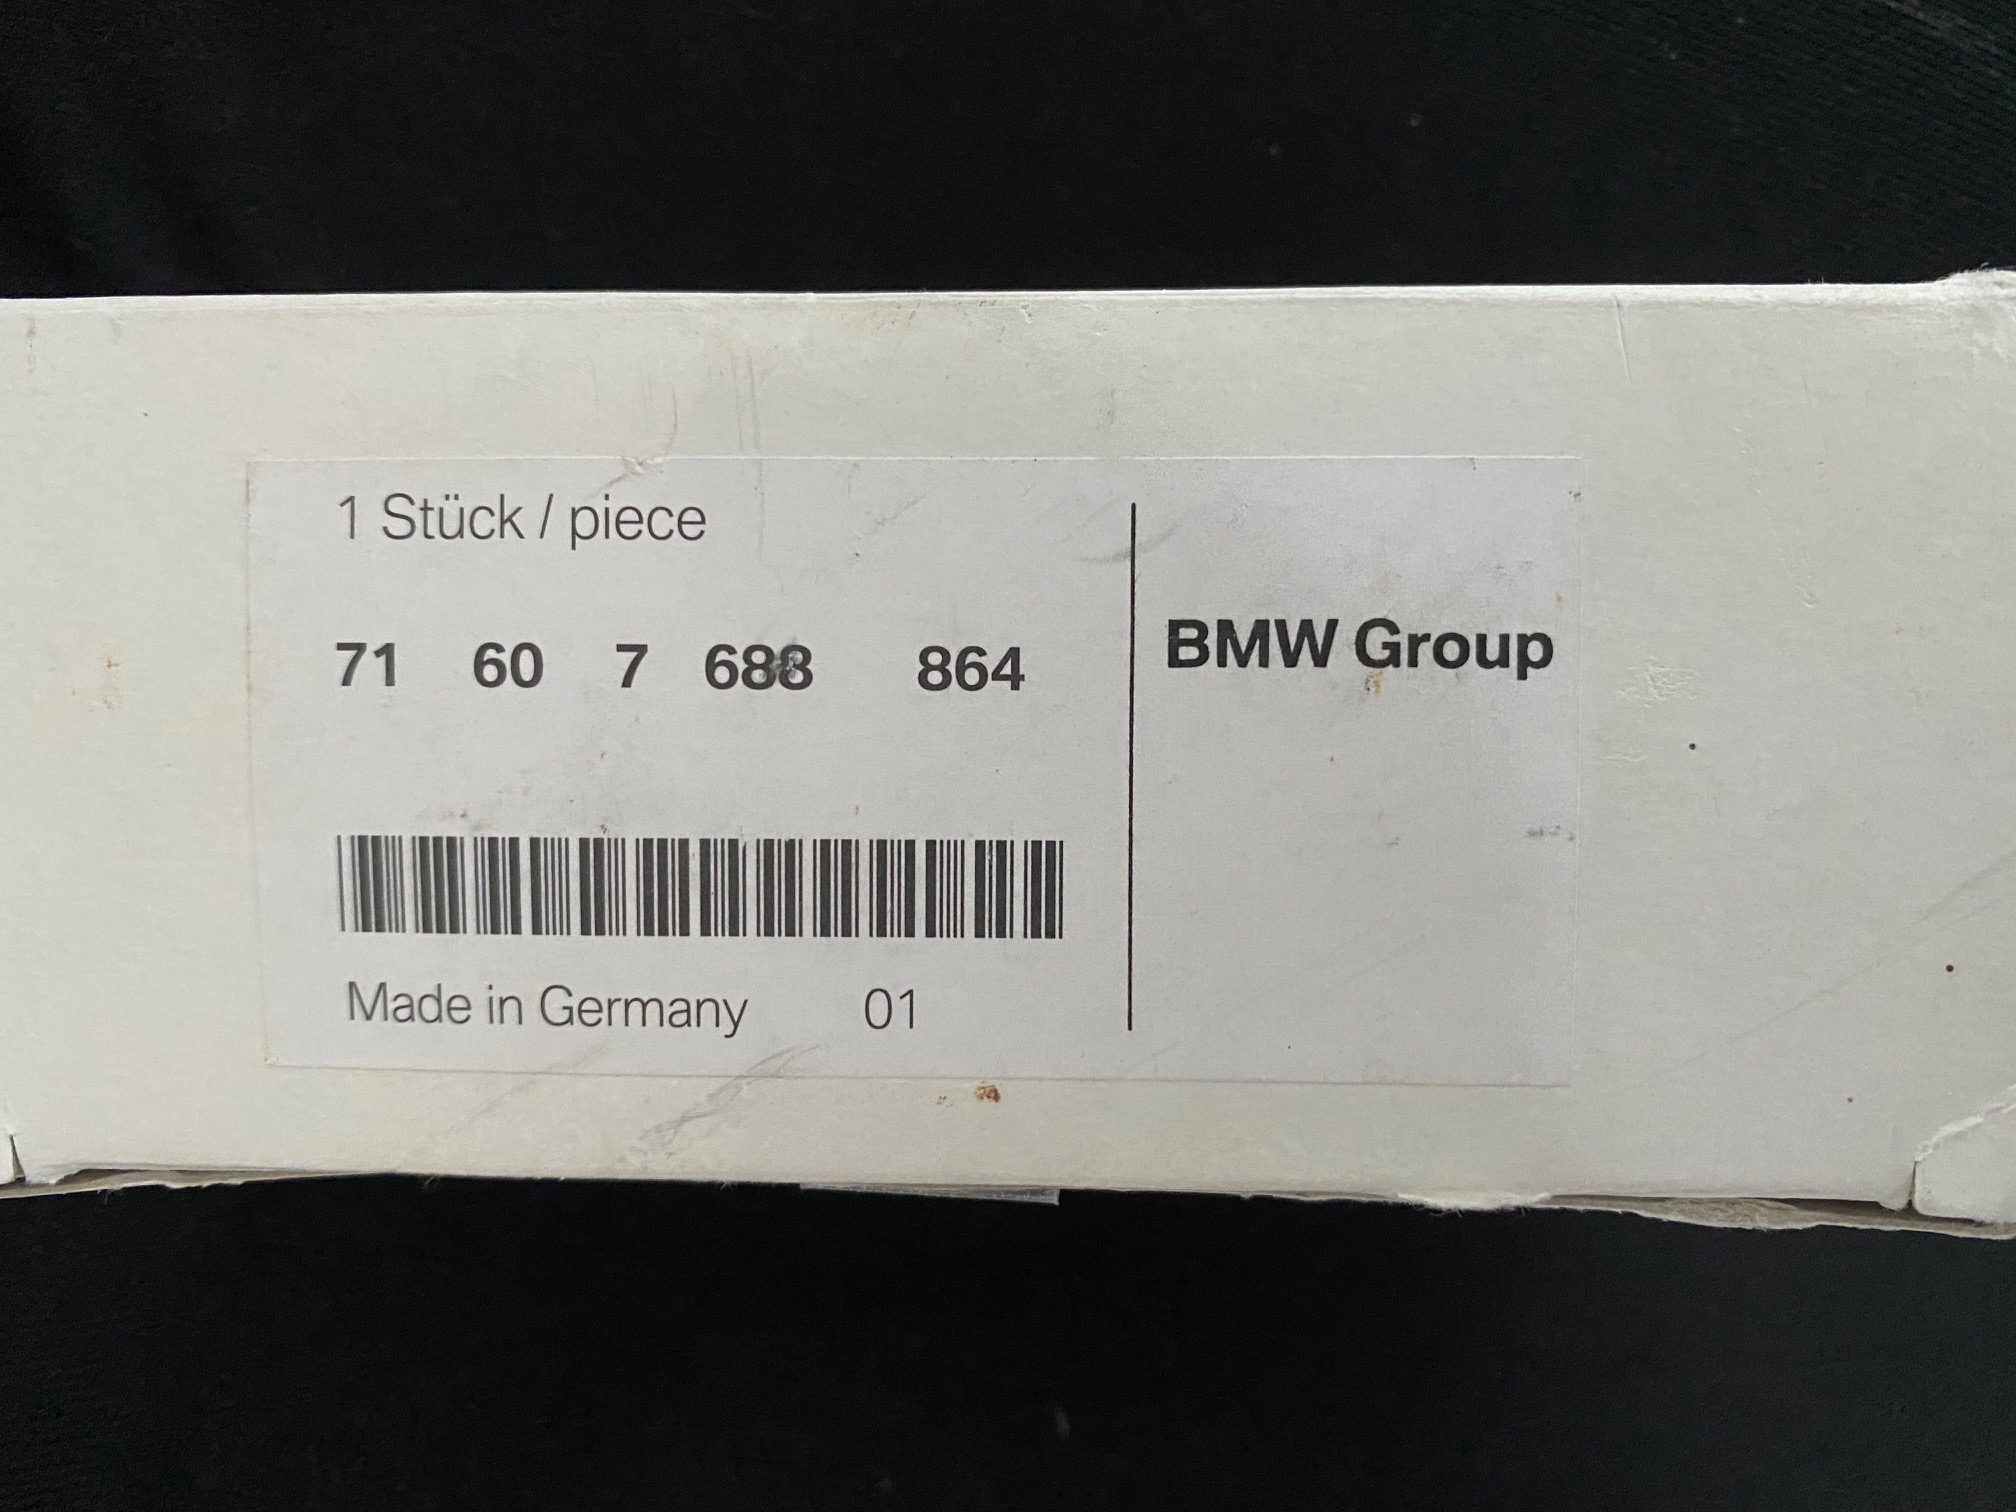 1 Stück / piece
71 60 7 688 864
BMW Group
Made in Germany 01